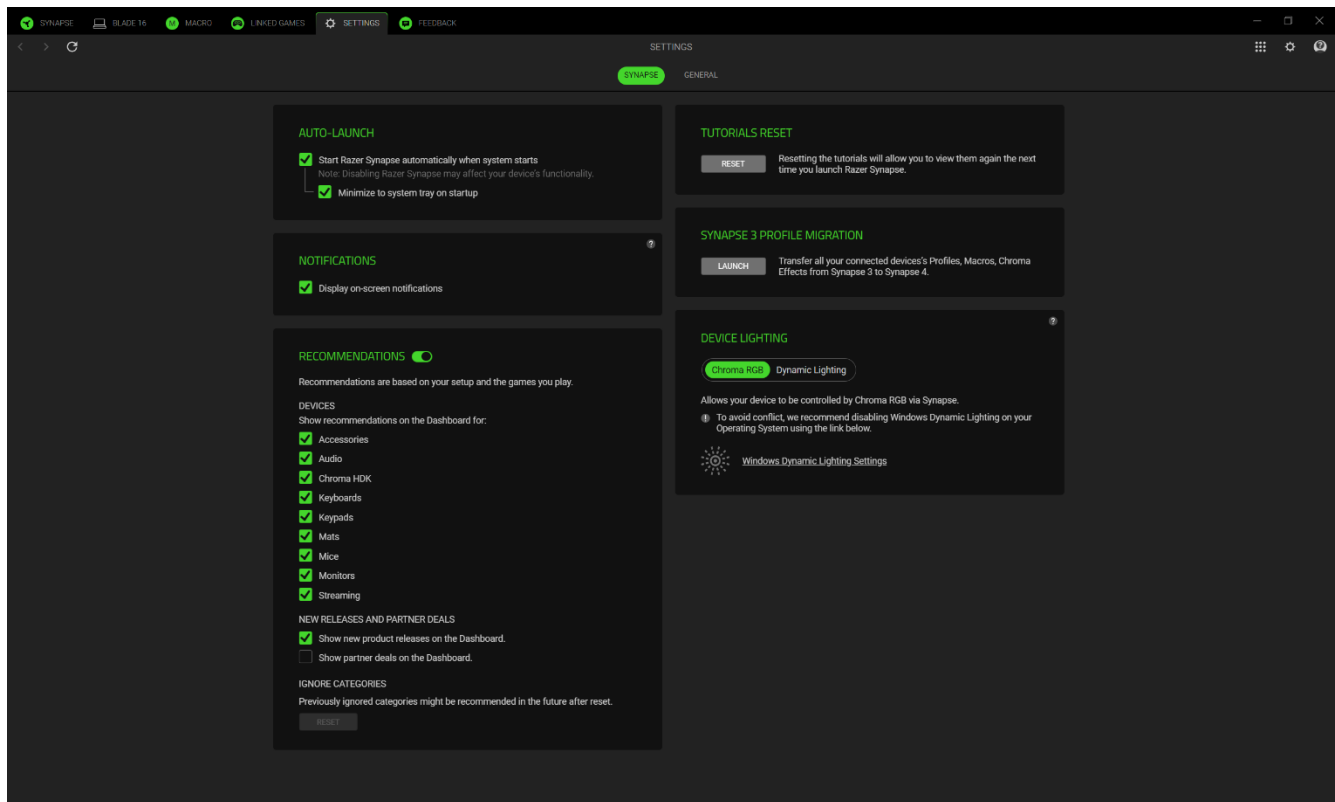 SYNAPSE
BLADE 16
M
MACRO
LINKED GAMES
SETTINGS
FEEDBACK
SETTINGS
SYNAPSE
GENERAL
AUTO-LAUNCH
Start Razer Synapse automatically when system starts
Note: Disabling Razer Synapse may affect your device's functionality.
Minimize to system tray on startup
?
NOTIFICATIONS
Display on-screen notifications
RECOMMENDATIONS
Recommendations are based on your setup and the games you play.
DEVICES
Show recommendations on the Dashboard for:
Accessories
Audio
Chroma HDK
Keyboards
Keypads
Mats
Mice
Monitors
Streaming
NEW RELEASES AND PARTNER DEALS
Show new product releases on the Dashboard.
Show partner deals on the Dashboard.
IGNORE CATEGORIES
Previously ignored categories might be recommended in the future after reset.
RESET
TUTORIALS RESET
RESET
Resetting the tutorials will allow you to view them again the next
time you launch Razer Synapse.
SYNAPSE 3 PROFILE MIGRATION
LAUNCH
Transfer all your connected devices's Profiles, Macros, Chroma
Effects from Synapse 3 to Synapse 4.
?
DEVICE LIGHTING
Chroma RGB
Dynamic Lighting
Allows your device to be controlled by Chroma RGB via Synapse.
! To avoid conflict, we recommend disabling Windows Dynamic Lighting on your
Operating System using the link below.
Windows Dynamic Lighting Settings